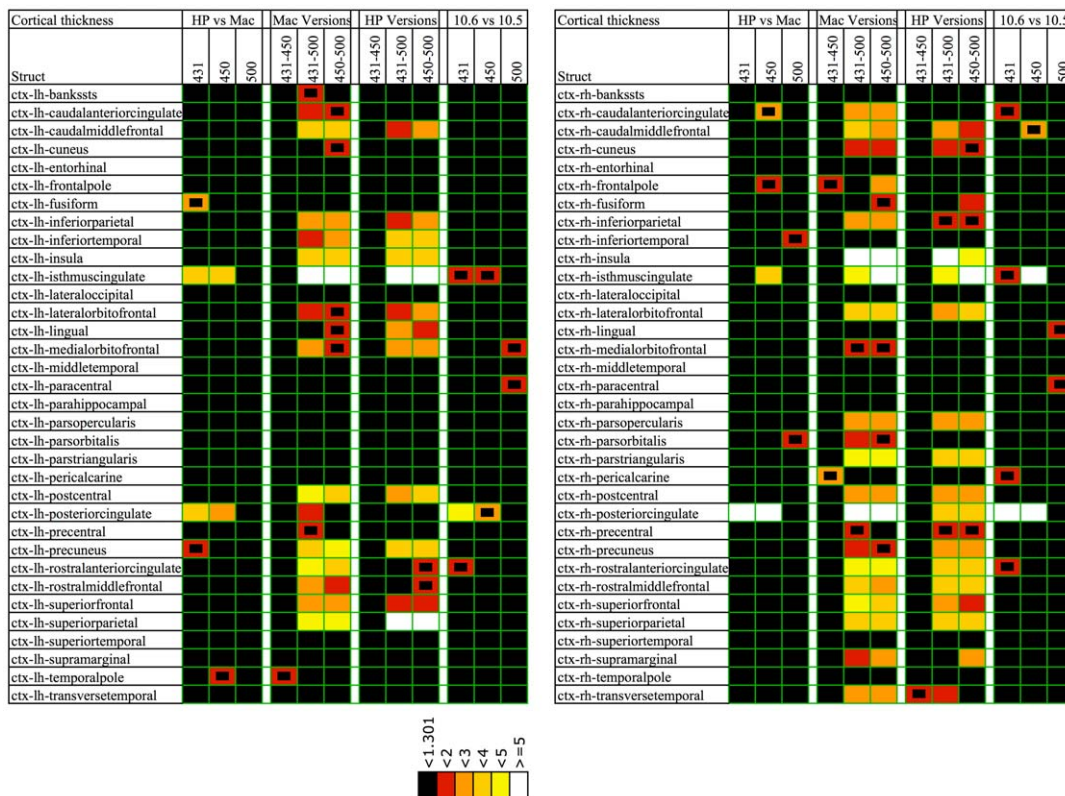 Cortical thickness HP vs Mac Mac Versions HP Versions 10.6 vs 10.5
Struct 431 450 500 431-450 431-500 450-500 431-450 431-500 450-500 431 450 500
ctx-lh-bankssts
ctx-lh-caudalanteriorcingulate
ctx-lh-caudalmiddlefrontal
ctx-lh-cuneus
ctx-lh-entorhinal
ctx-lh-frontalpole
ctx-lh-fusiform
ctx-lh-inferiorparietal
ctx-lh-inferiortemporal
ctx-lh-insula
ctx-lh-isthmuscingulate
ctx-lh-lateraloccipital
ctx-lh-lateralorbitofrontal
ctx-lh-lingual
ctx-lh-medialorbitofrontal
ctx-lh-middletemporal
ctx-lh-paracentral
ctx-lh-parahippocampal
ctx-lh-parsopercularis
ctx-lh-parsorbitalis
ctx-lh-parstriangularis
ctx-lh-pericalcarine
ctx-lh-postcentral
ctx-lh-posteriorcingulate
ctx-lh-precentral
ctx-lh-precuneus
ctx-lh-rostralanteriorcingulate
ctx-lh-rostralmiddlefrontal
ctx-lh-superiorfrontal
ctx-lh-superiorparietal
ctx-lh-superiortemporal
ctx-lh-supramarginal
ctx-lh-temporalpole
ctx-lh-transversetemporal
Cortical thickness HP vs Mac Mac Versions HP Versions 10.6 vs 10.5
Struct 431 450 500 431-450 431-500 450-500 431-450 431-500 450-500 431 450 500
ctx-rh-bankssts
ctx-rh-caudalanteriorcingulate
ctx-rh-caudalmiddlefrontal
ctx-rh-cuneus
ctx-rh-entorhinal
ctx-rh-frontalpole
ctx-rh-fusiform
ctx-rh-inferiorparietal
ctx-rh-inferiortemporal
ctx-rh-insula
ctx-rh-isthmuscingulate
ctx-rh-lateraloccipital
ctx-rh-lateralorbitofrontal
ctx-rh-lingual
ctx-rh-medialorbitofrontal
ctx-rh-middletemporal
ctx-rh-paracentral
ctx-rh-parahippocampal
ctx-rh-parsopercularis
ctx-rh-parsorbitalis
ctx-rh-parstriangularis
ctx-rh-pericalcarine
ctx-rh-postcentral
ctx-rh-posteriorcingulate
ctx-rh-precentral
ctx-rh-precuneus
ctx-rh-rostralanteriorcingulate
ctx-rh-rostralmiddlefrontal
ctx-rh-superiorfrontal
ctx-rh-superiorparietal
ctx-rh-superiortemporal
ctx-rh-supramarginal
ctx-rh-temporalpole
ctx-rh-transversetemporal
<1.301
<2
<3
<4
<5
>=5